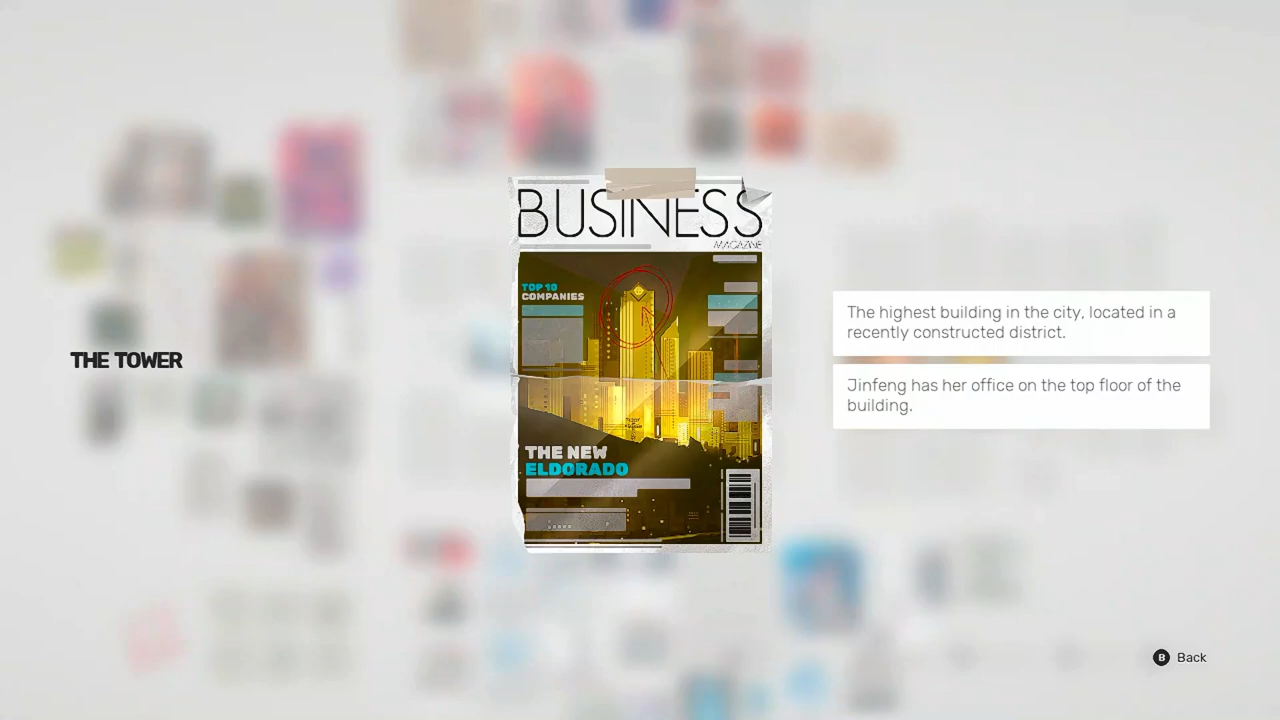 BUSINESS
MAGAZINE
TOP 10
COMPANIES
THE NEW
ELDORADO
THE TOWER
The highest building in the city, located in a
recently constructed district.
Jinfeng has her office on the top floor of the
building.
B Back